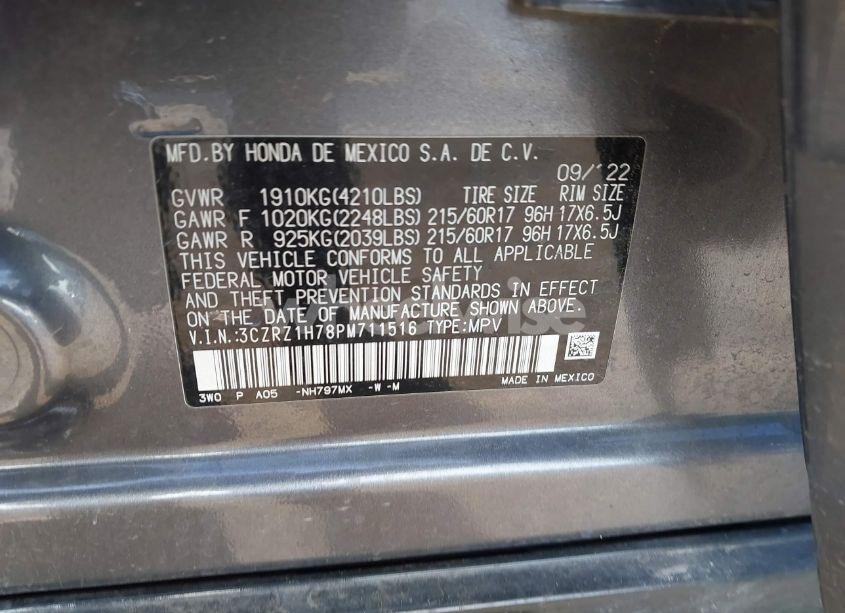 MFD.BY HONDA DE MEXICO S.A. DE C.V.
09/'22
GVWR 1910KG(4210LBS) TIRE SIZE RIM SIZE
GAWR F 1020KG(2248LBS) 215/60R17 96H 17X6.5J
GAWR R 925KG(2039LBS) 215/60R17 96H 17X6.5J
THIS VEHICLE CONFORMS TO ALL APPLICABLE
FEDERAL MOTOR VEHICLE SAFETY
AND THEFT PREVENTION STANDARDS IN EFFECT
ON THE DATE OF MANUFACTURE SHOWN ABOVE.
V.I.N.:3CZRZ1H78PM711516 TYPE:MPV
3W0 P A05 -NH797MX -W -M
MADE IN MEXICO